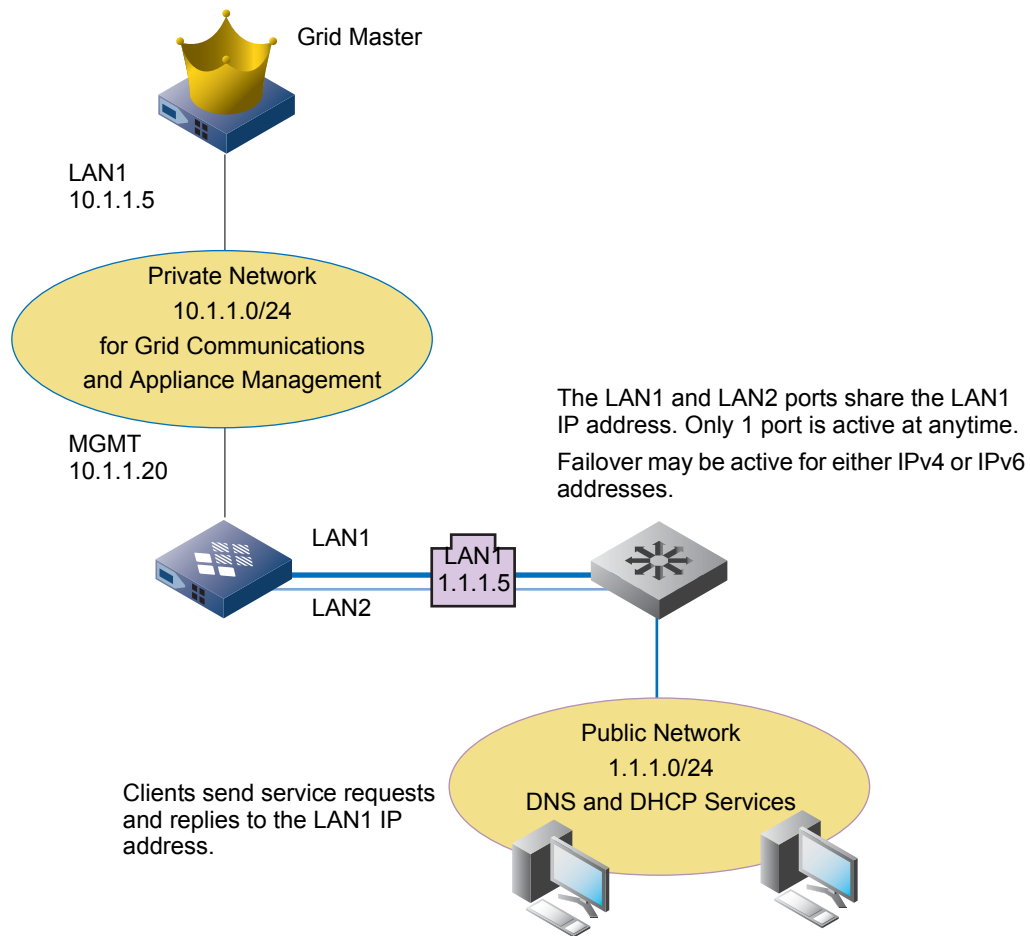 Grid Master
LAN1
10.1.1.5
Private Network
10.1.1.0/24
for Grid Communications
and Appliance Management
The LAN1 and LAN2 ports share the LAN1
IP address. Only 1 port is active at anytime.
Failover may be active for either IPv4 or IPv6
addresses.
MGMT
10.1.1.20
LAN1
LAN1
1.1.1.5
LAN2
Public Network
1.1.1.0/24
DNS and DHCP Services
Clients send service requests
and replies to the LAN1 IP
address.